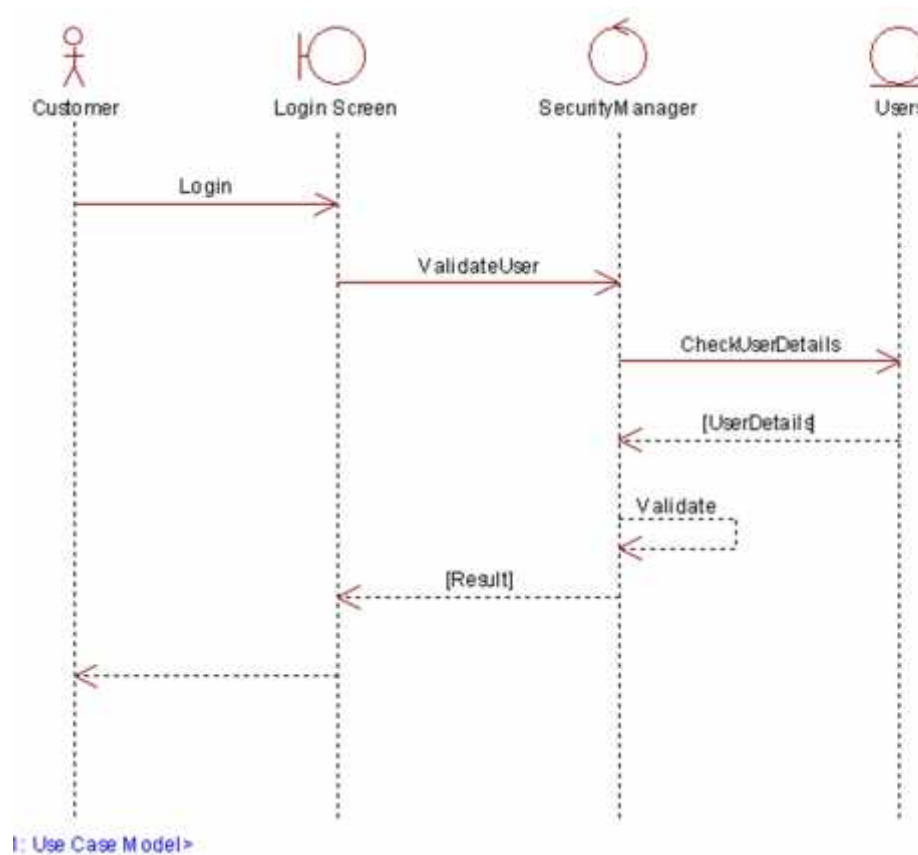 Customer
Login Screen
SecurityManager
Users
Login
ValidateUser
CheckUserDetails
[UserDetails]
Validate
[Result]
: Use Case Model>